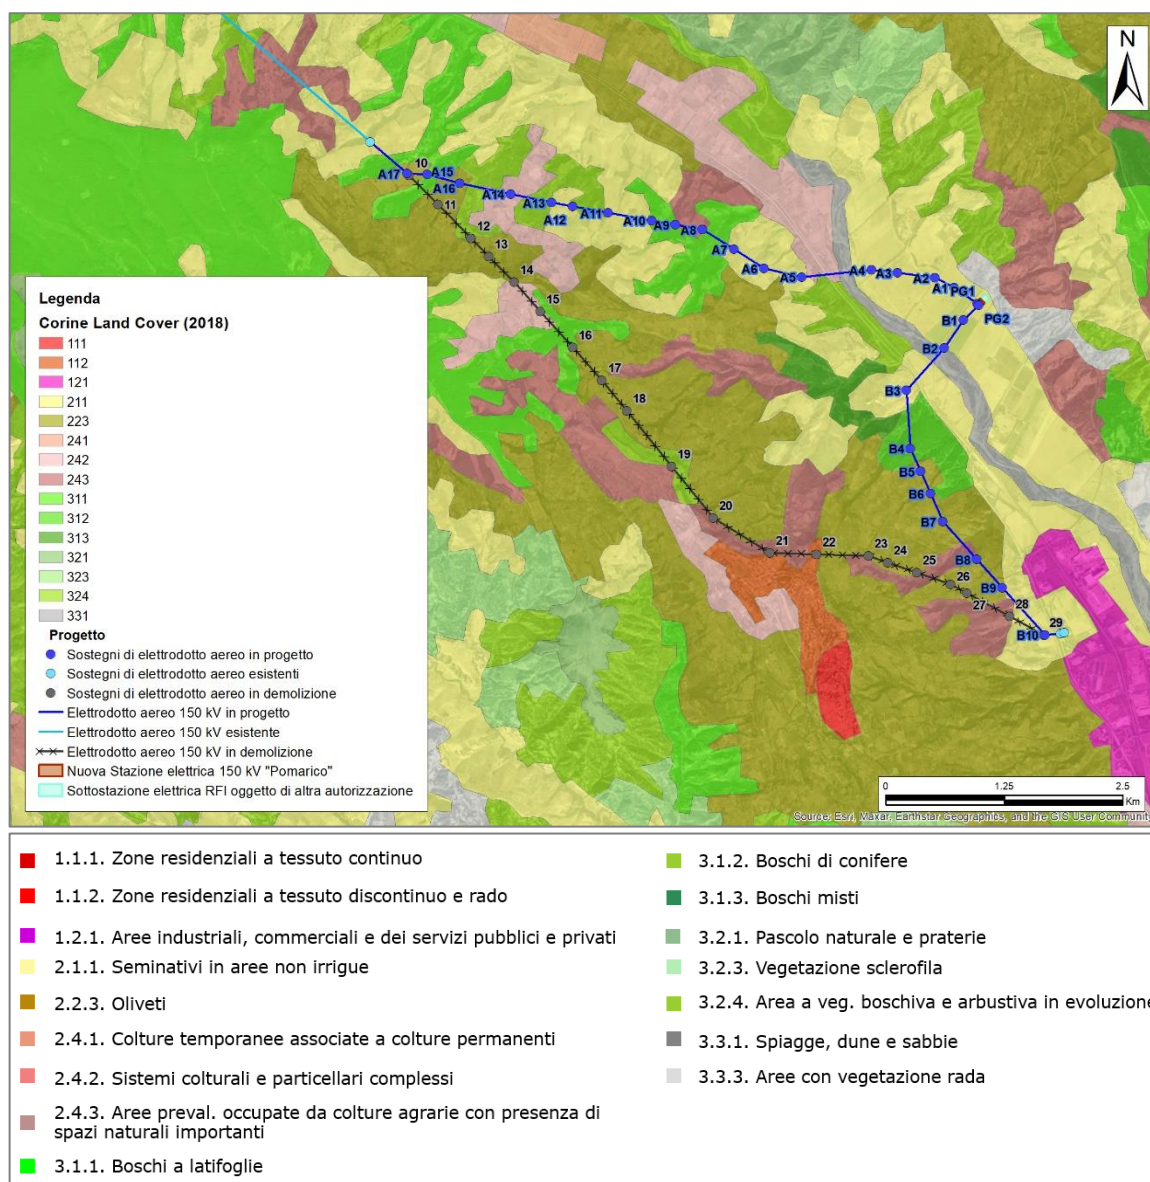 N
10
A17
A15
A16
A14
A13
A12
A11
A10
A9
A8
A7
A6
A5
A4
A3
A2
A1
PG1
PG2
B1
B2
B3
B4
B5
B6
B7
B8
B9
B10
11
12
13
14
15
16
17
18
19
20
21
22
23
24
25
26
27
28
29
Legenda
Corine Land Cover (2018)
111
112
121
211
223
241
242
243
311
312
313
321
323
324
331
Progetto
Sostegni di elettrodotto aereo in progetto
Sostegni di elettrodotto aereo esistenti
Sostegni di elettrodotto aereo in demolizione
Elettrodotto aereo 150 kV in progetto
Elettrodotto aereo 150 kV esistente
Elettrodotto aereo 150 kV in demolizione
Nuova Stazione elettrica 150 kV "Pomarico"
Sottostazione elettrica RFI oggetto di altra autorizzazione
0 1.25 2.5
Km
Source: Esri, Maxar, Earthstar Geographics, and the GIS User Community
1.1.1. Zone residenziali a tessuto continuo
1.1.2. Zone residenziali a tessuto discontinuo e rado
1.2.1. Aree industriali, commerciali e dei servizi pubblici e privati
2.1.1. Seminativi in aree non irrigue
2.2.3. Oliveti
2.4.1. Colture temporanee associate a colture permanenti
2.4.2. Sistemi colturali e particellari complessi
2.4.3. Aree preval. occupate da colture agrarie con presenza di
spazi naturali importanti
3.1.1. Boschi a latifoglie
3.1.2. Boschi di conifere
3.1.3. Boschi misti
3.2.1. Pascolo naturale e praterie
3.2.3. Vegetazione sclerofila
3.2.4. Area a veg. boschiva e arbustiva in evoluzione
3.3.1. Spiagge, dune e sabbie
3.3.3. Aree con vegetazione rada